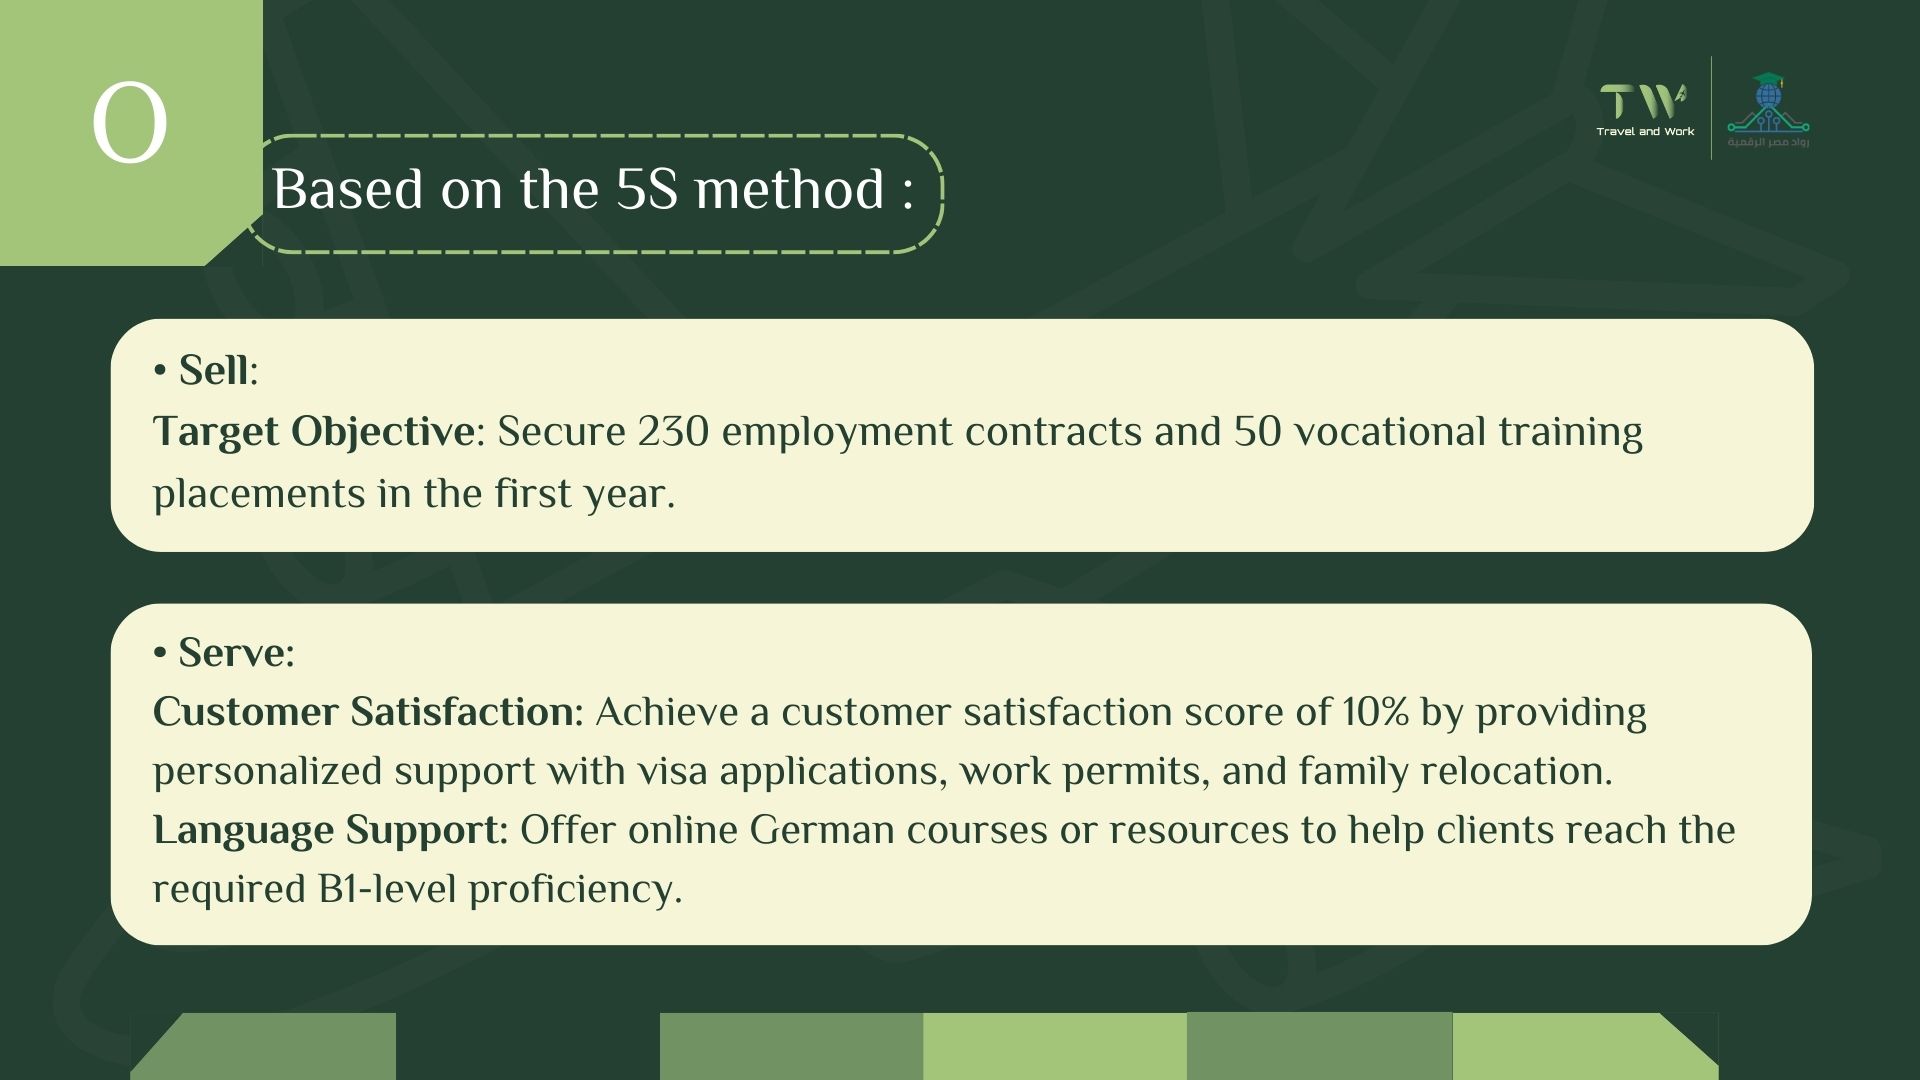 O
TW
Travel and Work
رواد مصر الرقمية
Based on the 5S method :
• Sell:
Target Objective: Secure 230 employment contracts and 50 vocational training
placements in the first year.
• Serve:
Customer Satisfaction: Achieve a customer satisfaction score of 10% by providing
personalized support with visa applications, work permits, and family relocation.
Language Support: Offer online German courses or resources to help clients reach the
required B1-level proficiency.